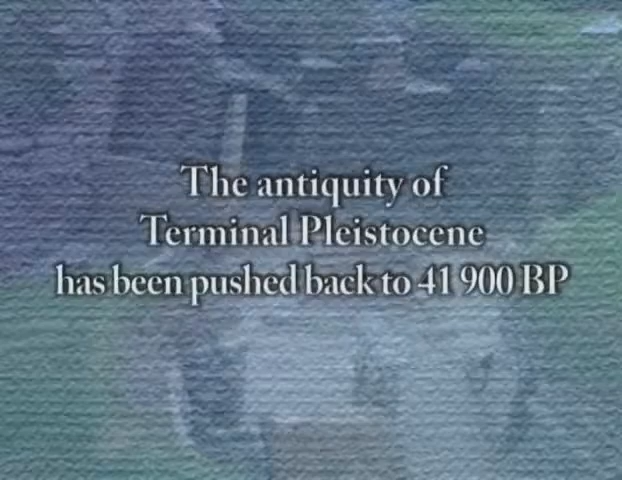 The antiquity of
Terminal Pleistocene
has been pushed back to 41 900 BP